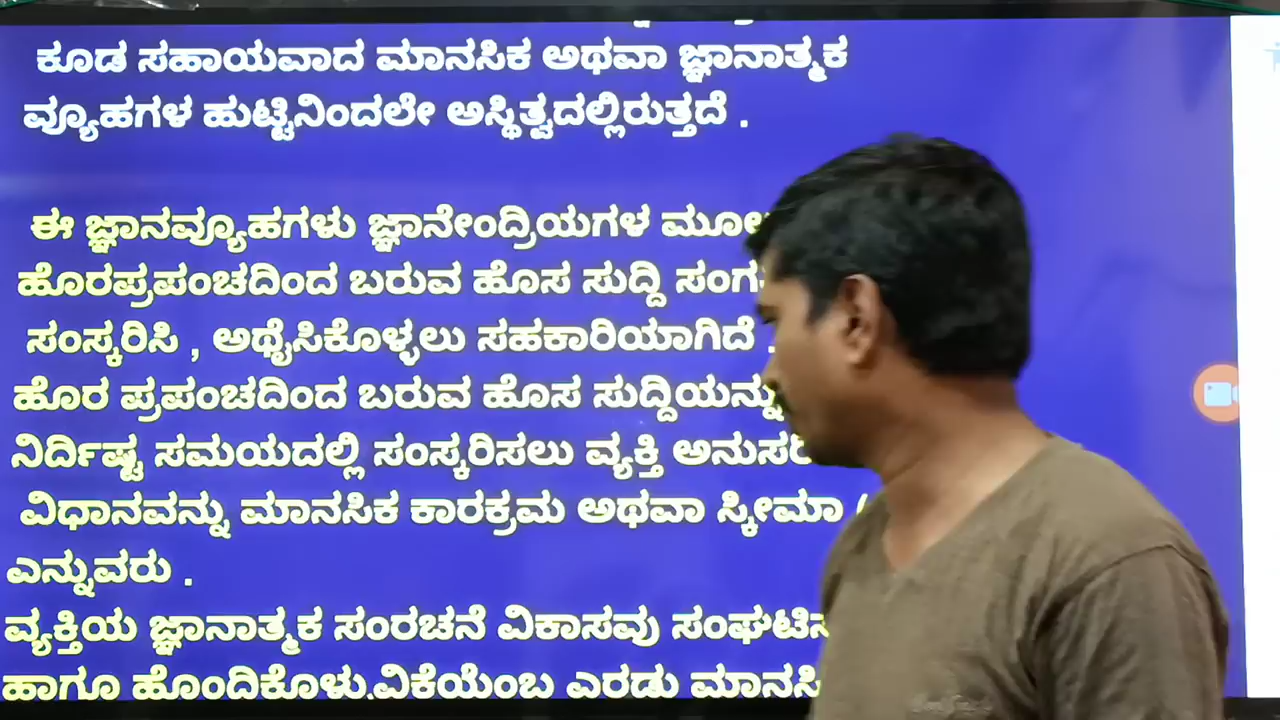 ಕೂಡ ಸಹಾಯವಾದ ಮಾನಸಿಕ ಅಥವಾ ಜ್ಞಾನಾತ್ಮಕ
ವ್ಯೂಹಗಳ ಹುಟ್ಟಿನಿಂದಲೇ ಅಸ್ಥಿತ್ವದಲ್ಲಿರುತ್ತದೆ .
ಈ ಜ್ಞಾನವ್ಯೂಹಗಳು ಜ್ಞಾನೇಂದ್ರಿಯಗಳ
ಹೊರಪ್ರಪಂಚದಿಂದ ಬರುವ ಹೊಸ ಸುದ್ದಿ
ಸಂಸ್ಕರಿಸಿ , ಅರ್ಥೈಸಿಕೊಳ್ಳಲು ಸಹಕಾರಿಯಾಗಿದೆ .
ಹೊರ ಪ್ರಪಂಚದಿಂದ ಬರುವ ಹೊಸ ಸುದ್ದಿಯನ್ನು
ನಿರ್ದಿಷ್ಟ ಸಮಯದಲ್ಲಿ ಸಂಸ್ಕರಿಸಲು ವ್ಯಕ್ತಿ
ವಿಧಾನವನ್ನು ಮಾನಸಿಕ ಕಾರಕ್ರಮ ಅಥವಾ ಸ್ಕೀಮಾ (
ಎನ್ನುವರು .
ವ್ಯಕ್ತಿಯ ಜ್ಞಾನಾತ್ಮಕ ಸಂರಚನೆ ವಿಕಾಸವು
ಹಾಗೂ ಹೊಂದಿಕೊಳ್ಳುವಿಕೆಯೆಂಬ ಎರಡು